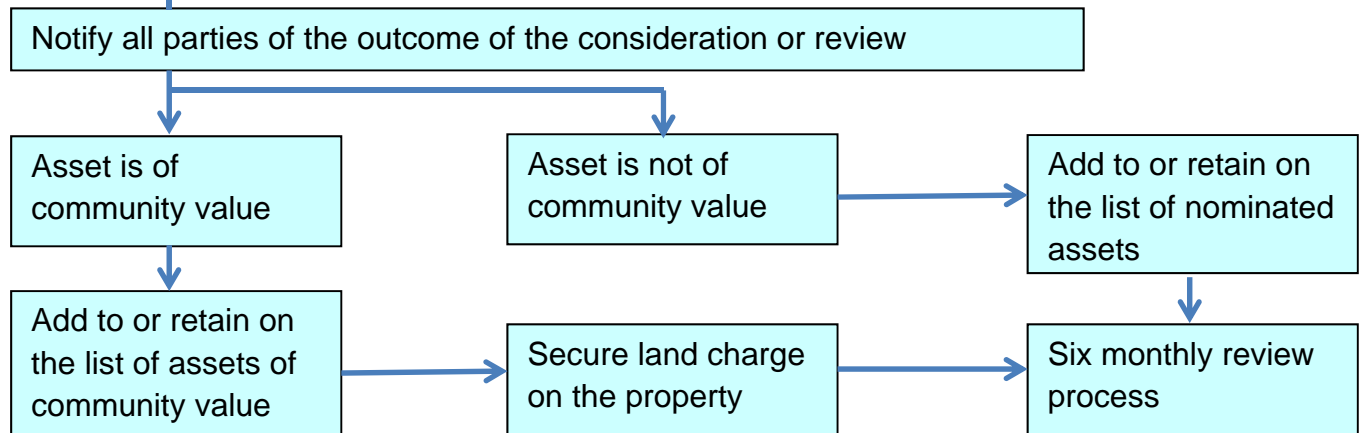 Notify all parties of the outcome of the consideration or review
Asset is of
community value
Asset is not of
community value
Add to or retain on
the list of nominated
assets
Add to or retain on
the list of assets of
community value
Secure land charge
on the property
Six monthly review
process